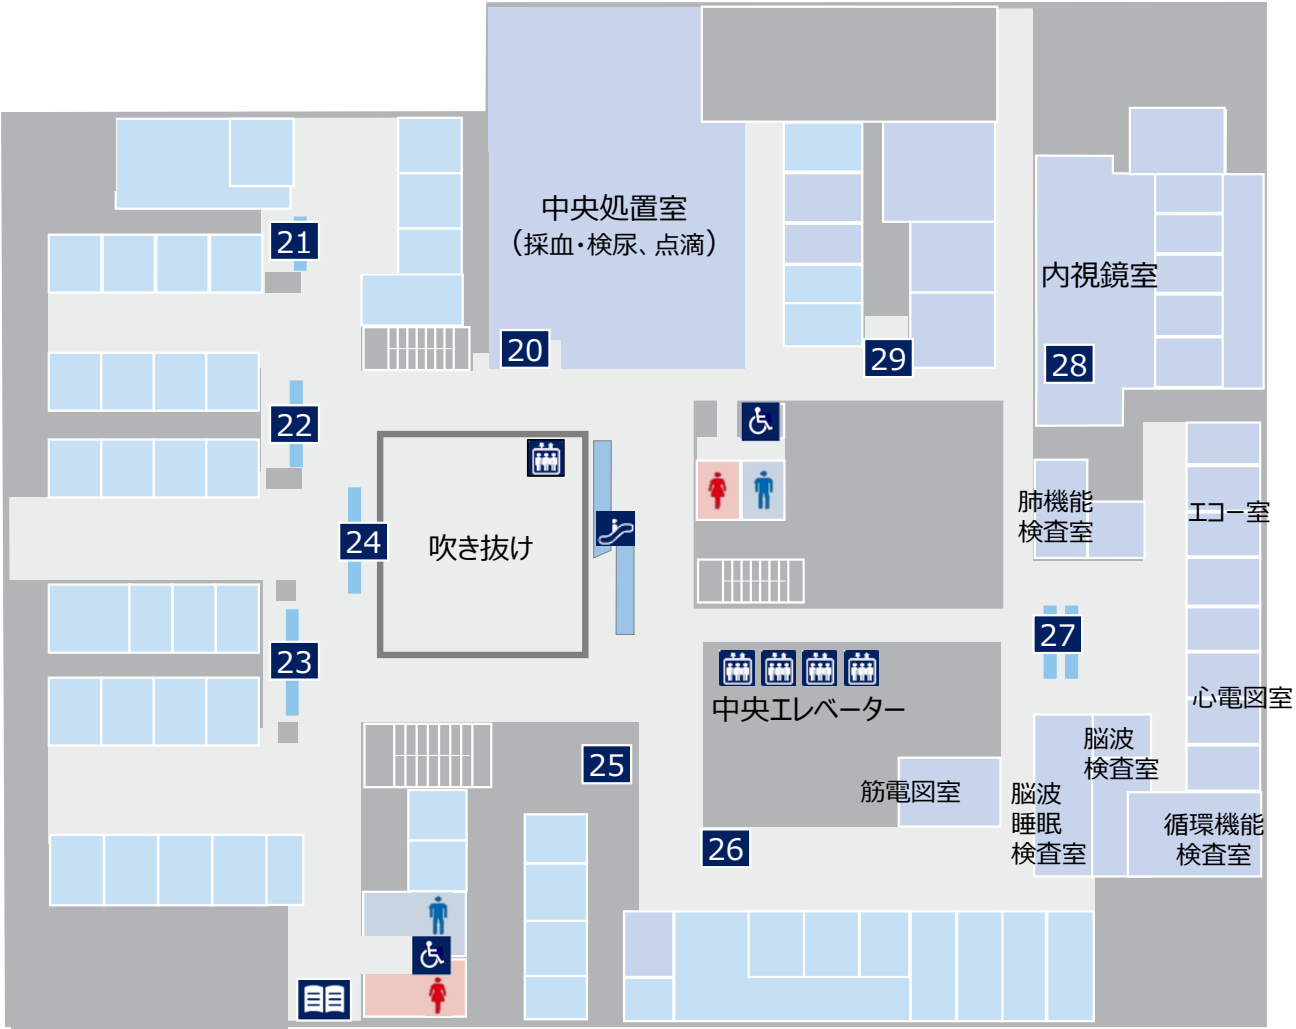 中央処置室
（採血・検尿、点滴）
21
20
29
内視鏡室
28
22
24
吹き抜け
肺機能
検査室
エコー室
23
27
中央エレベーター
心電図室
25
脳波
検査室
筋電図室
脳波
睡眠
検査室
循環機能
検査室
26